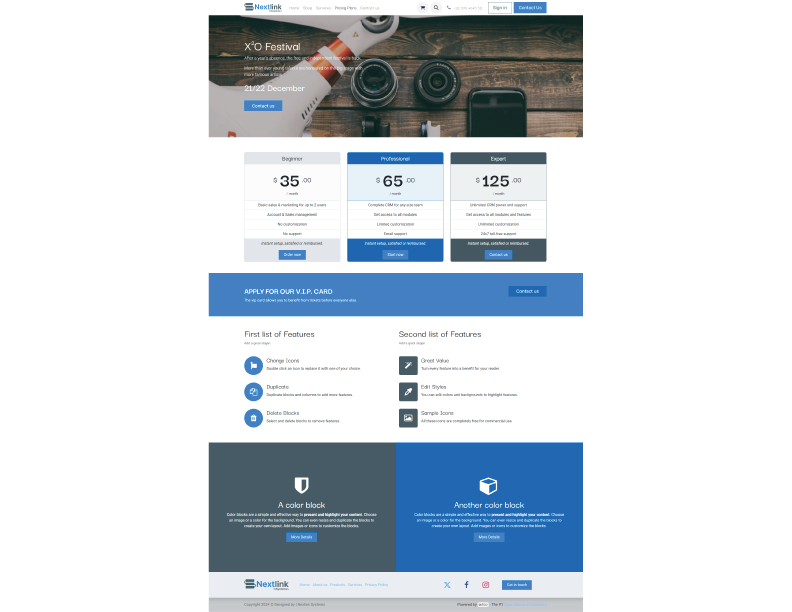 Nextlink
Home Shop Services Pricing Plans Contact us
Sign in
Contact Us
X²O Festival
After a year's absence, the free and
more famous artists.
21/22 December
Contact us
Beginner
$ 35 .00
/ month
Basic sales & marketing for up to 2 users
Account & Sales management
No customization
No support
Instant setup, satisfied or reimbursed.
Order now
Professional
$ 65 .00
/ month
Complete CRM for any size team
Get access to all modules
Limited customization
Email support
Instant setup, satisfied or reimbursed.
Start now
Expert
$ 125 .00
/ month
Unlimited CRM power and support
Get access to all modules and features
Unlimited customization
24x7 toll-free support
Instant setup, satisfied or reimbursed.
Contact us
APPLY FOR OUR V.I.P. CARD
The vip card allows you to benefit from tickets before everyone else.
Contact us
First list of Features
Add a great slogan
Change Icons
Double click an icon to replace it with one of your choice.
Duplicate
Duplicate blocks and columns to add more features.
Delete Blocks
Select and delete blocks to remove features.
Second list of Features
Add a great slogan
Great Value
Turn every feature into a benefit for your reader.
Edit Styles
You can edit colors and backgrounds to highlight features.
Sample Icons
All these icons are completely free for commercial use.
A color block
Color blocks are a simple and effective way to present and highlight your content. Choose
an image or a color for the background. You can even resize and duplicate the blocks to
create your own layout. Add images or icons to customize the blocks.
More Details
Another color block
Color blocks are a simple and effective way to present and highlight your content. Choose
an image or a color for the background. You can even resize and duplicate the blocks to
create your own layout. Add images or icons to customize the blocks.
More Details
Nextlink
Home About us Products Services Privacy Policy
Get in touch
Powered by odoo